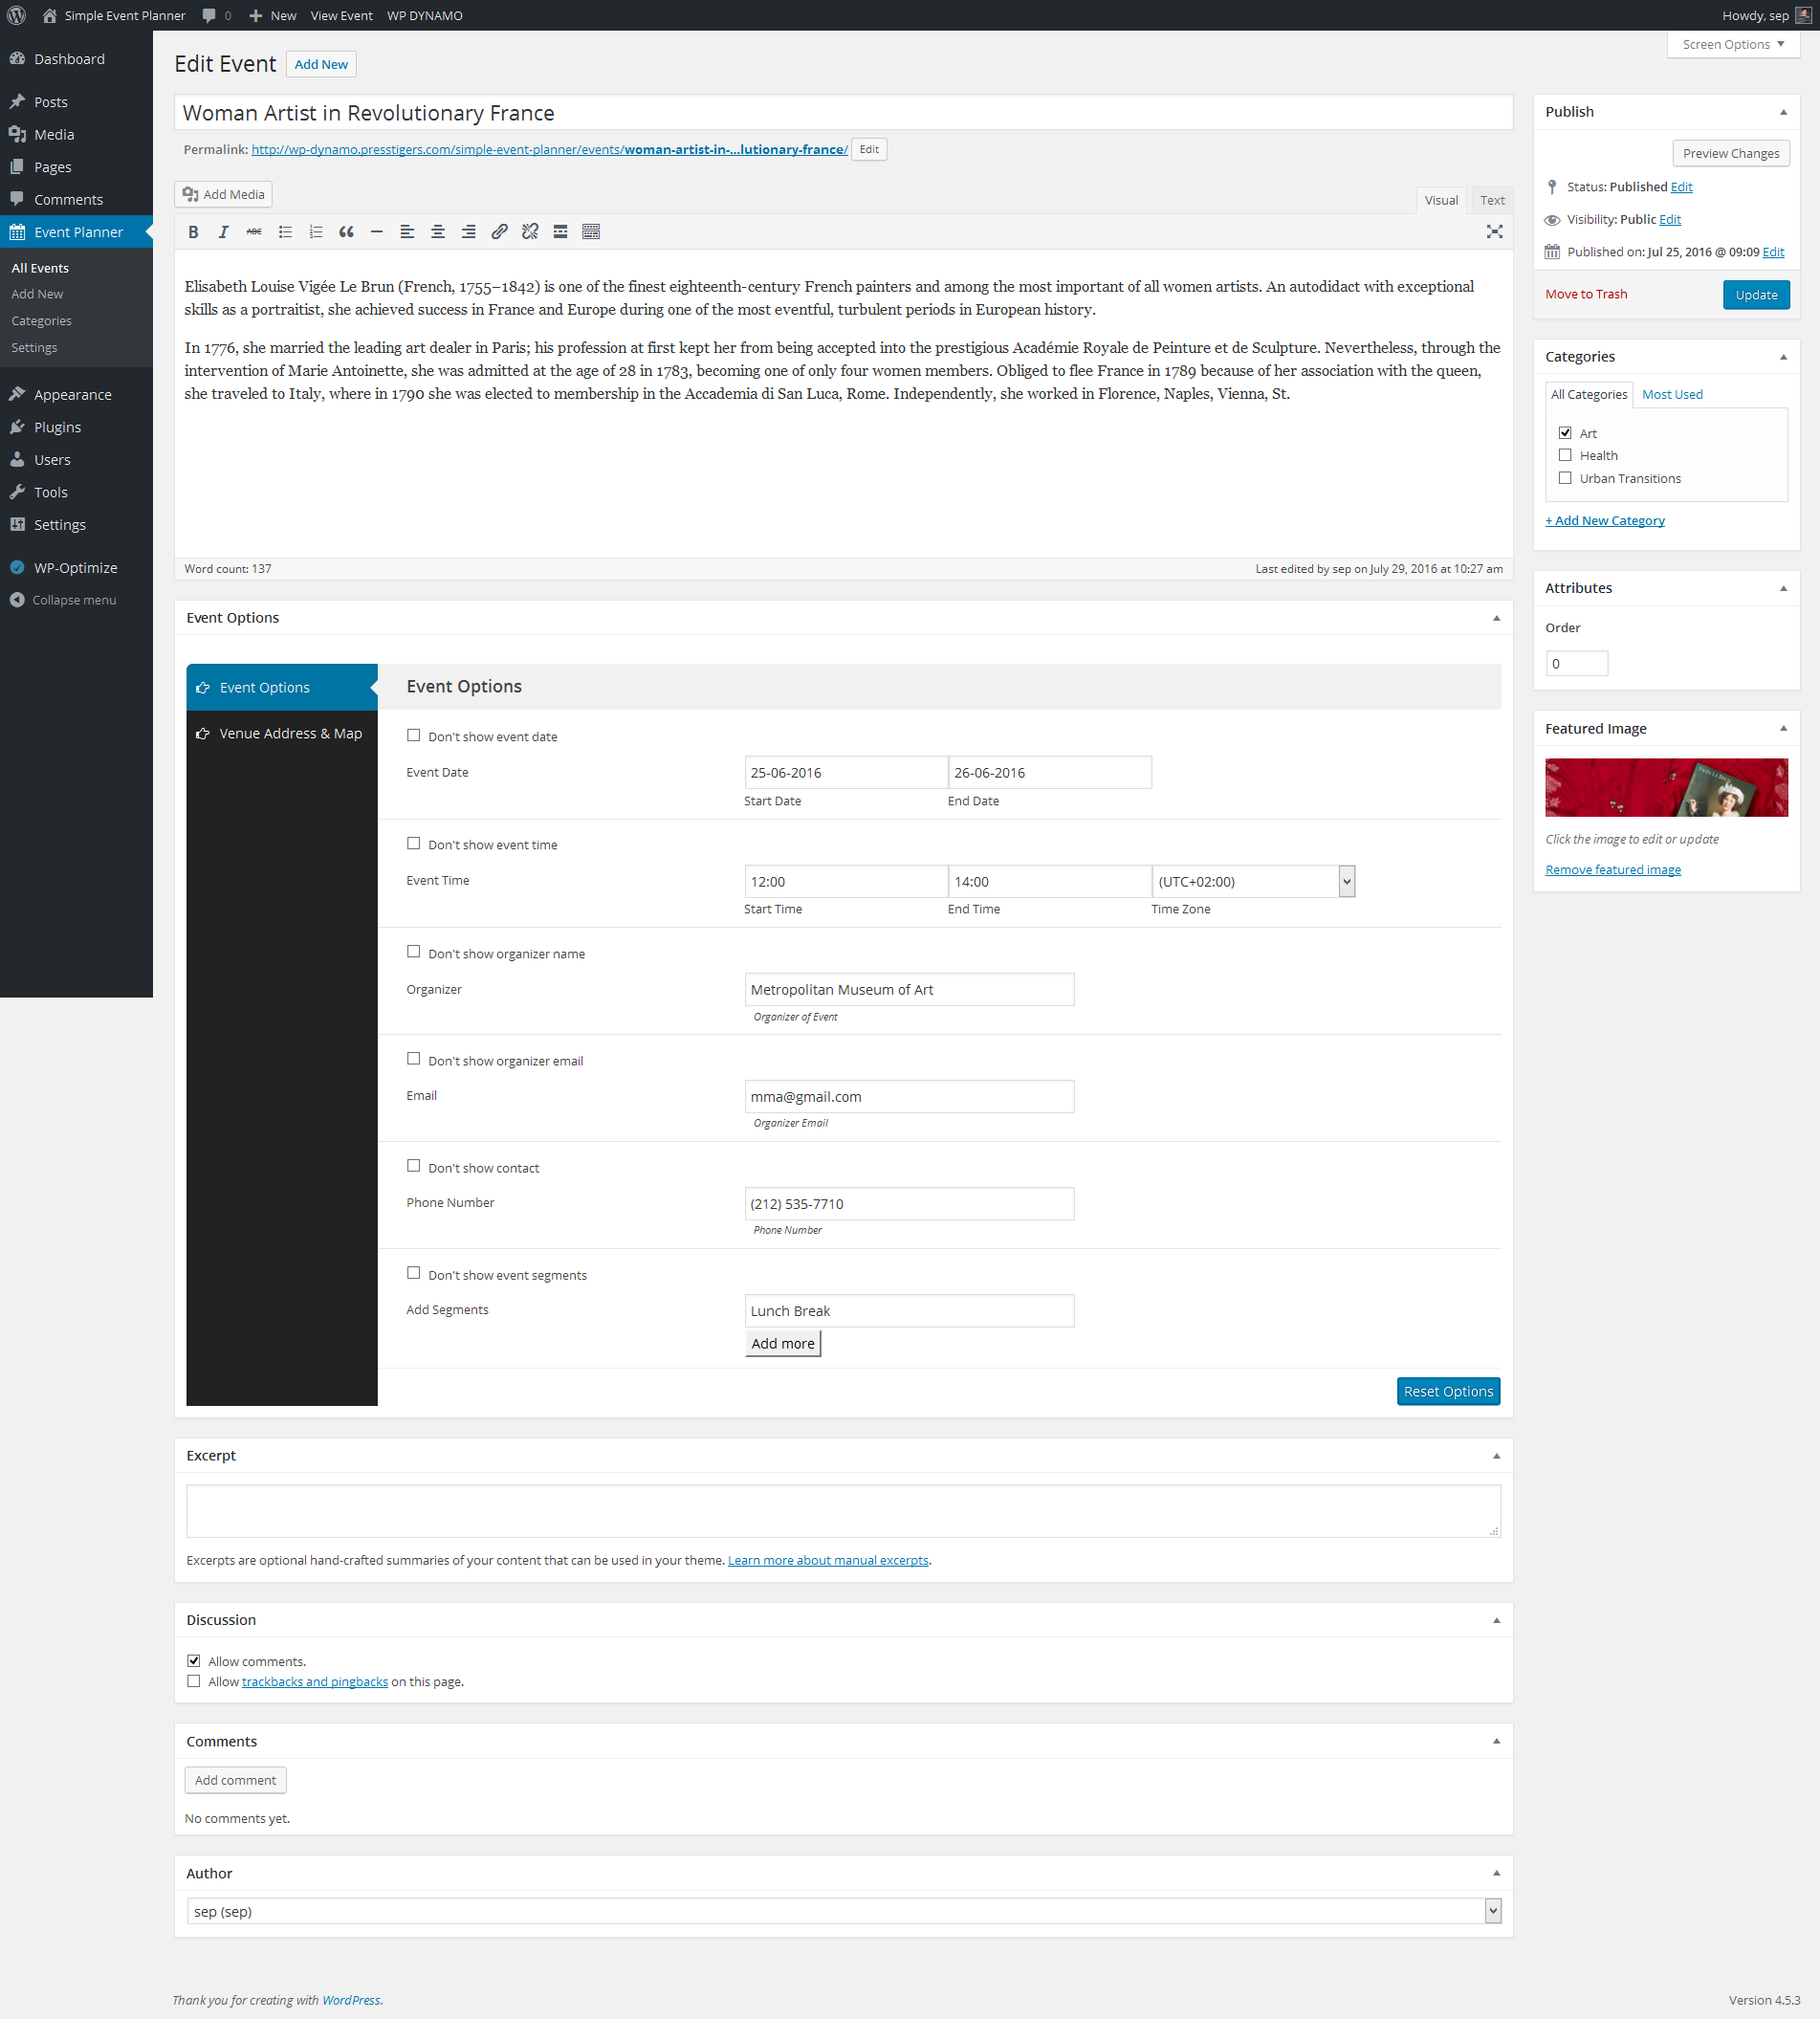 Simple Event Planner 0 New View Event WP DYNAMO Howdy, sep
Screen Options
Dashboard
Posts
Media
Pages
Comments
Event Planner
All Events
Add New
Categories
Settings
Appearance
Plugins
Users
Tools
Settings
WP-Optimize
Collapse menu
Edit Event Add New
Woman Artist in Revolutionary France
Permalink: http://wp-dynamo.presstigers.com/simple-event-planner/events/woman-artist-in-...lutionary-france/ Edit
Add Media
Visual Text
B I ABC
Elisabeth Louise Vigée Le Brun (French, 1755–1842) is one of the finest eighteenth-century French painters and among the most important of all women artists. An autodidact with exceptional
skills as a portraitist, she achieved success in France and Europe during one of the most eventful, turbulent periods in European history.
In 1776, she married the leading art dealer in Paris; his profession at first kept her from being accepted into the prestigious Académie Royale de Peinture et de Sculpture. Nevertheless, through the
intervention of Marie Antoinette, she was admitted at the age of 28 in 1783, becoming one of only four women members. Obliged to flee France in 1789 because of her association with the queen,
she traveled to Italy, where in 1790 she was elected to membership in the Accademia di San Luca, Rome. Independently, she worked in Florence, Naples, Vienna, St.
Word count: 137 Last edited by sep on July 29, 2016 at 10:27 am
Event Options
Event Options
Venue Address & Map
Event Options
Don't show event date
Event Date 25-06-2016 26-06-2016
Start Date End Date
Don't show event time
Event Time 12:00 14:00 (UTC+02:00)
Start Time End Time Time Zone
Don't show organizer name
Organizer Metropolitan Museum of Art
Organizer of Event
Don't show organizer email
Email mma@gmail.com
Organizer Email
Don't show contact
Phone Number (212) 535-7710
Phone Number
Don't show event segments
Add Segments Lunch Break
Add more
Reset Options
Excerpt
Excerpts are optional hand-crafted summaries of your content that can be used in your theme. Learn more about manual excerpts.
Discussion
Allow comments.
Allow trackbacks and pingbacks on this page.
Comments
Add comment
No comments yet.
Author
sep (sep)
Publish
Preview Changes
Status: Published Edit
Visibility: Public Edit
Published on: Jul 25, 2016 @ 09:09 Edit
Move to Trash Update
Categories
All Categories Most Used
Art
Health
Urban Transitions
+ Add New Category
Attributes
Order
0
Featured Image
Click the image to edit or update
Remove featured image
Thank you for creating with WordPress. Version 4.5.3